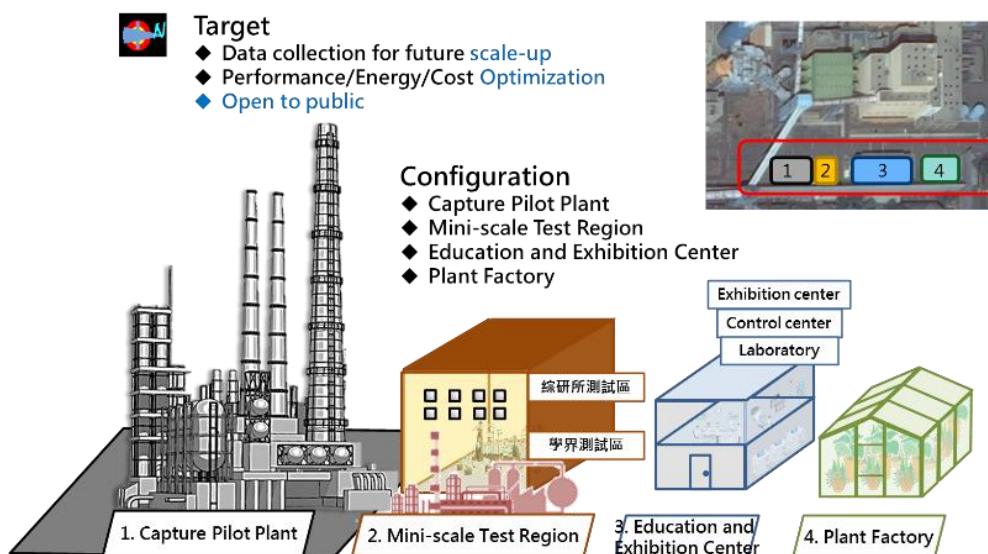 Target
◆ Data collection for future scale-up
◆ Performance/Energy/Cost Optimization
◆ Open to public
1
2
3
4
Configuration
◆ Capture Pilot Plant
◆ Mini-scale Test Region
◆ Education and Exhibition Center
◆ Plant Factory
Exhibition center
Control center
Laboratory
綜研所測試區
學界測試區
1. Capture Pilot Plant
2. Mini-scale Test Region
3. Education and
Exhibition Center
4. Plant Factory